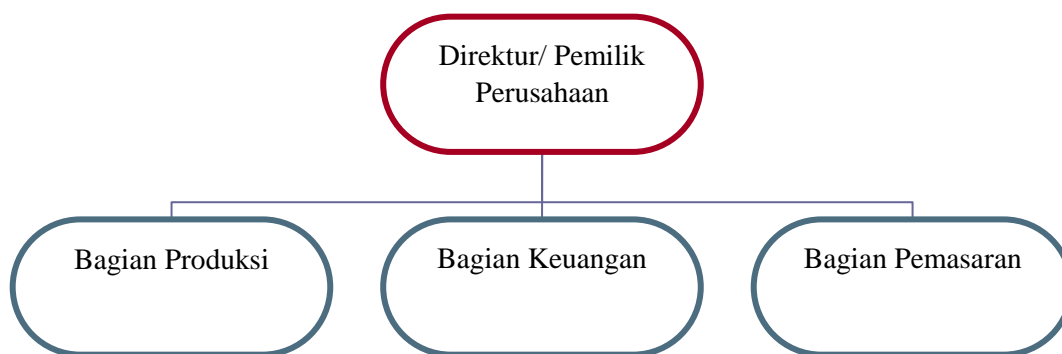 Direktur/ Pemilik
Perusahaan
Bagian Produksi
Bagian Keuangan
Bagian Pemasaran